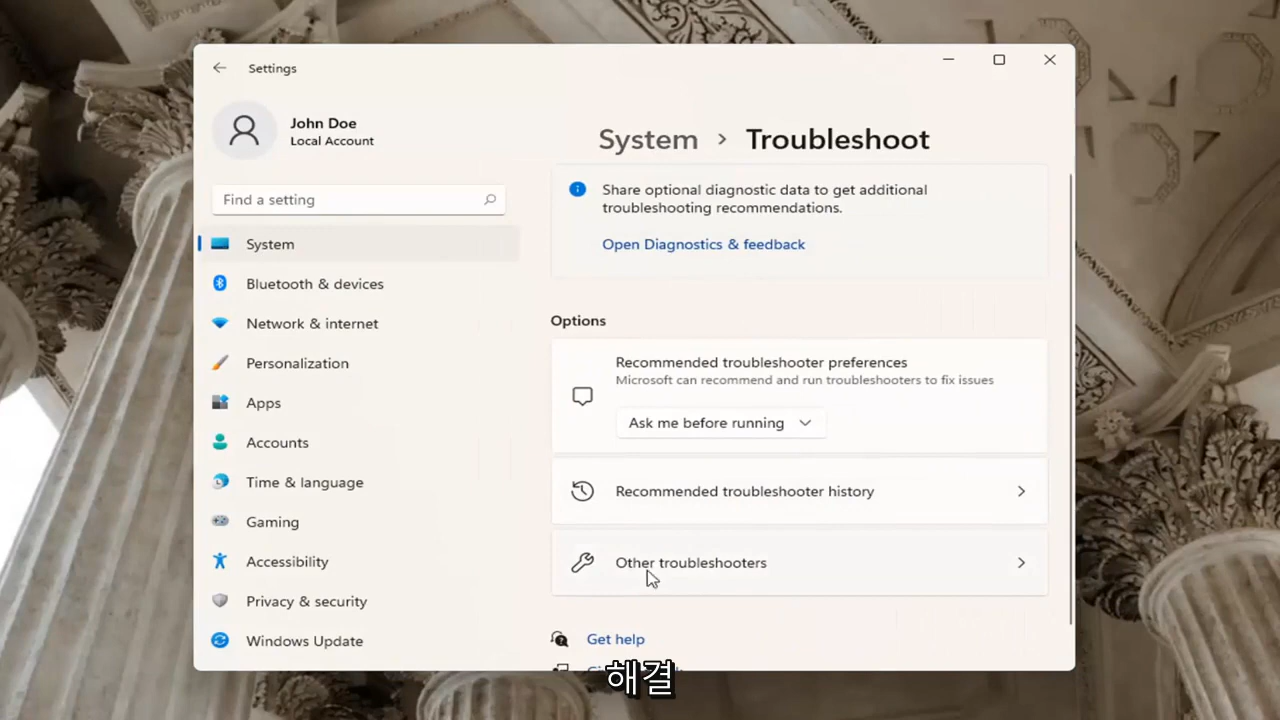 Settings
John Doe
Local Account
Find a setting
System
Bluetooth & devices
Network & internet
Personalization
Apps
Accounts
Time & language
Gaming
Accessibility
Privacy & security
Windows Update
System > Troubleshoot
Share optional diagnostic data to get additional
troubleshooting recommendations.
Open Diagnostics & feedback
Options
Recommended troubleshooter preferences
Microsoft can recommend and run troubleshooters to fix issues
Ask me before running
Recommended troubleshooter history
Other troubleshooters
Get help
해결